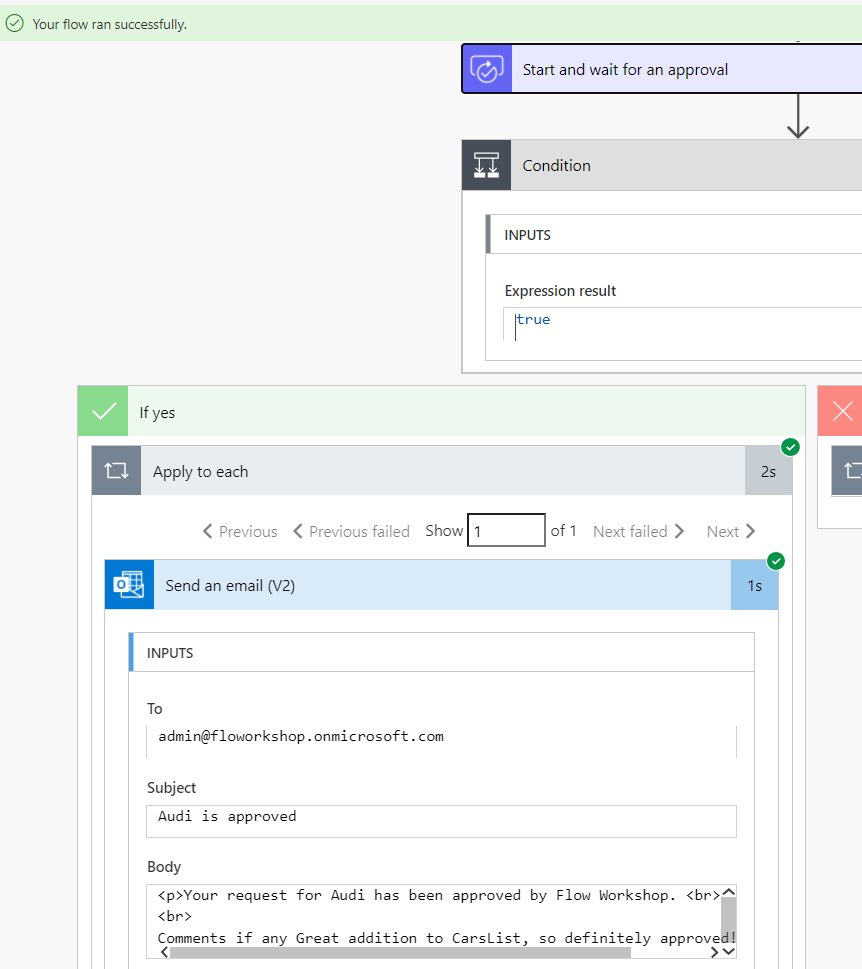 Your flow ran successfully.
Start and wait for an approval
Condition
INPUTS
Expression result
true
If yes
Apply to each
2s
Previous Previous failed Show 1 of 1 Next failed Next
Send an email (V2)
1s
INPUTS
To
admin@floworkshop.onmicrosoft.com
Subject
Audi is approved
Body
<p>Your request for Audi has been approved by Flow Workshop. <br>
<br>
Comments if any Great addition to CarsList, so definitely approved!